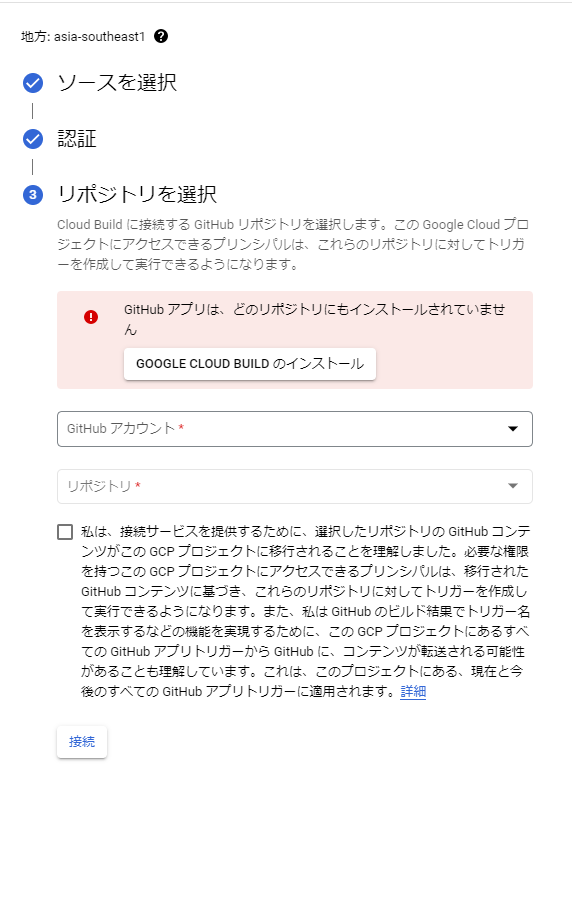 地方: asia-southeast1
ソースを選択
認証
3 リポジトリを選択
Cloud Build に接続する GitHub リポジトリを選択します。この Google Cloud プロ
ジェクトにアクセスできるプリンシパルは、これらのリポジトリに対してトリガ
ーを作成して実行できるようになります。
GitHub アプリは、どのリポジトリにもインストールされていませ
ん
GOOGLE CLOUD BUILD のインストール
GitHub アカウント *
リポジトリ *
私は、接続サービスを提供するために、選択したリポジトリの GitHub コンテ
ンツがこの GCP プロジェクトに移行されることを理解しました。必要な権限
を持つこの GCP プロジェクトにアクセスできるプリンシパルは、移行された
GitHub コンテンツに基づき、これらのリポジトリに対してトリガーを作成し
て実行できるようになります。また、私は GitHub のビルド結果でトリガー名
を表示するなどの機能を実現するために、この GCP プロジェクトにあるすべ
ての GitHub アプリトリガーから GitHub に、コンテンツが転送される可能性
があることも理解しています。これは、このプロジェクトにある、現在と今
後のすべての GitHub アプリトリガーに適用されます。詳細
接続